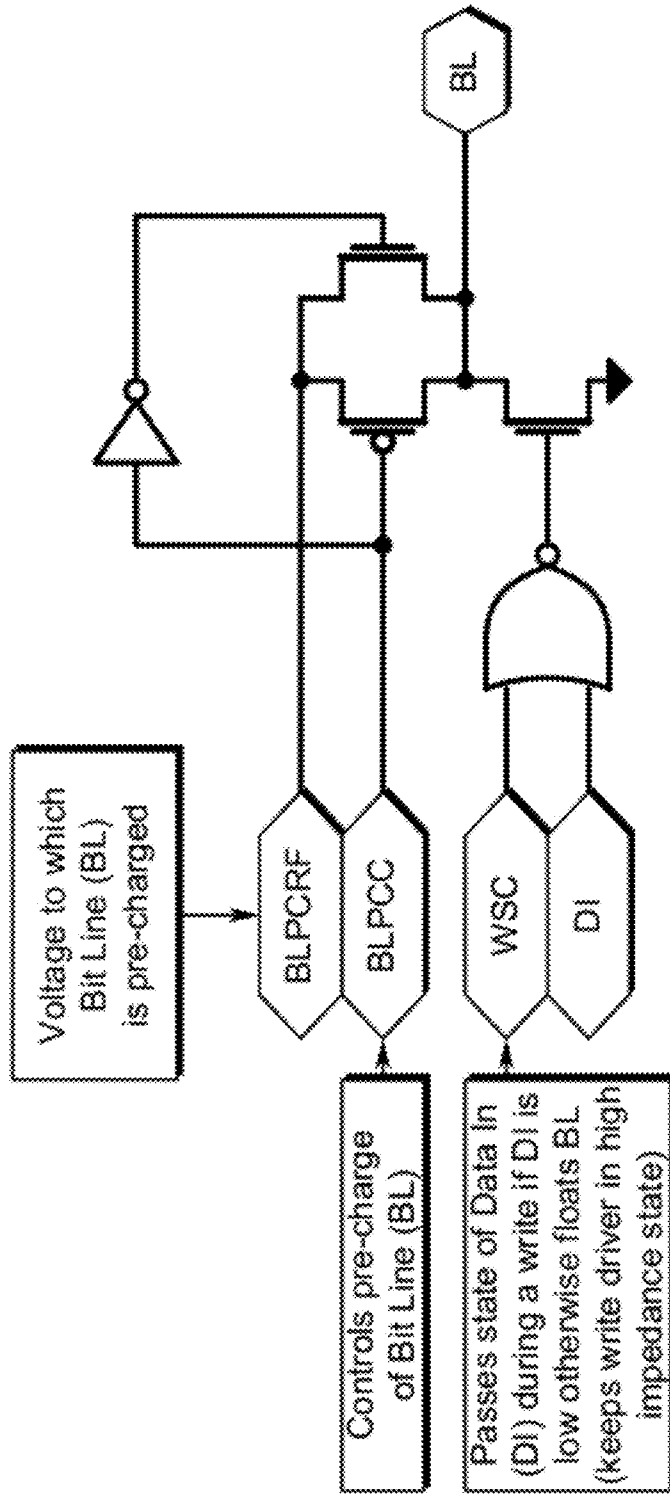 Voltage to which
Bit Line (BL)
is pre-charged
Controls pre-charge
of Bit Line (BL)
BLPCRF
BLPCC
BL
Passes state of Data In
(DI) during a write if DI is
low otherwise floats BL
(keeps write driver in high
impedance state)
WSC
DI